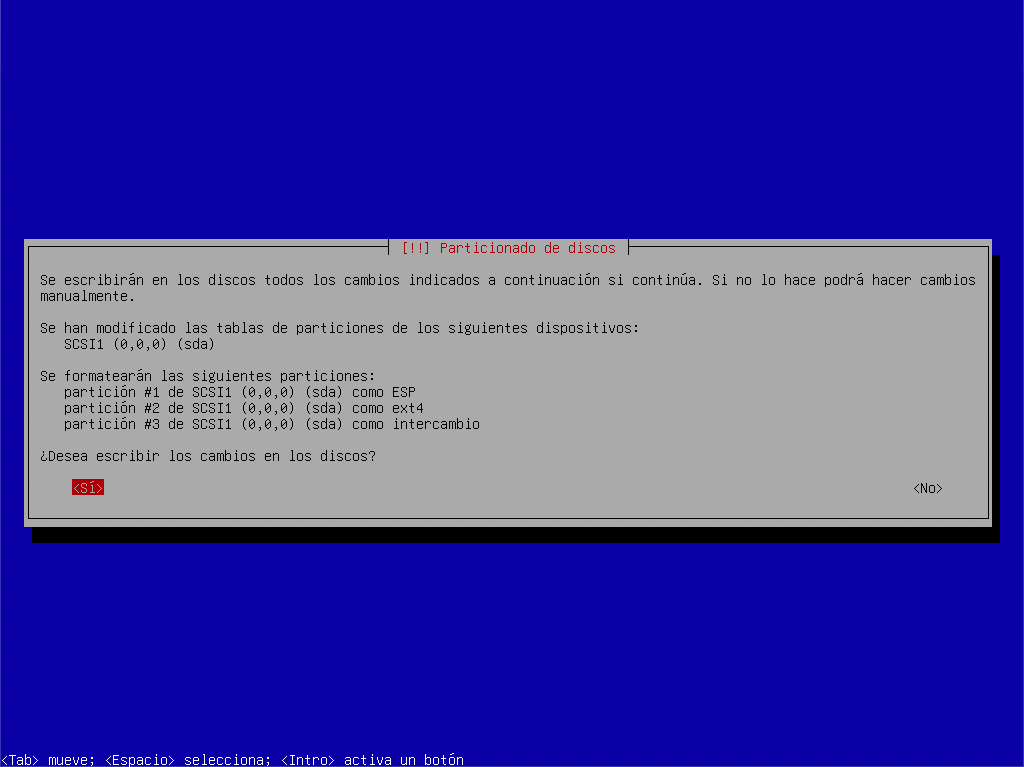 [!!] Particionado de discos
Se escribirán en los discos todos los cambios indicados a continuación si continúa. Si no lo hace podrá hacer cambios
manualmente.
Se han modificado las tablas de particiones de los siguientes dispositivos:
SCSI1 (0,0,0) (sda)
Se formatearán las siguientes particiones:
partición #1 de SCSI1 (0,0,0) (sda) como ESP
partición #2 de SCSI1 (0,0,0) (sda) como ext4
partición #3 de SCSI1 (0,0,0) (sda) como intercambio
¿Desea escribir los cambios en los discos?
<Sí> <No>
<Tab> mueve; <Espacio> selecciona; <Intro> activa un botón